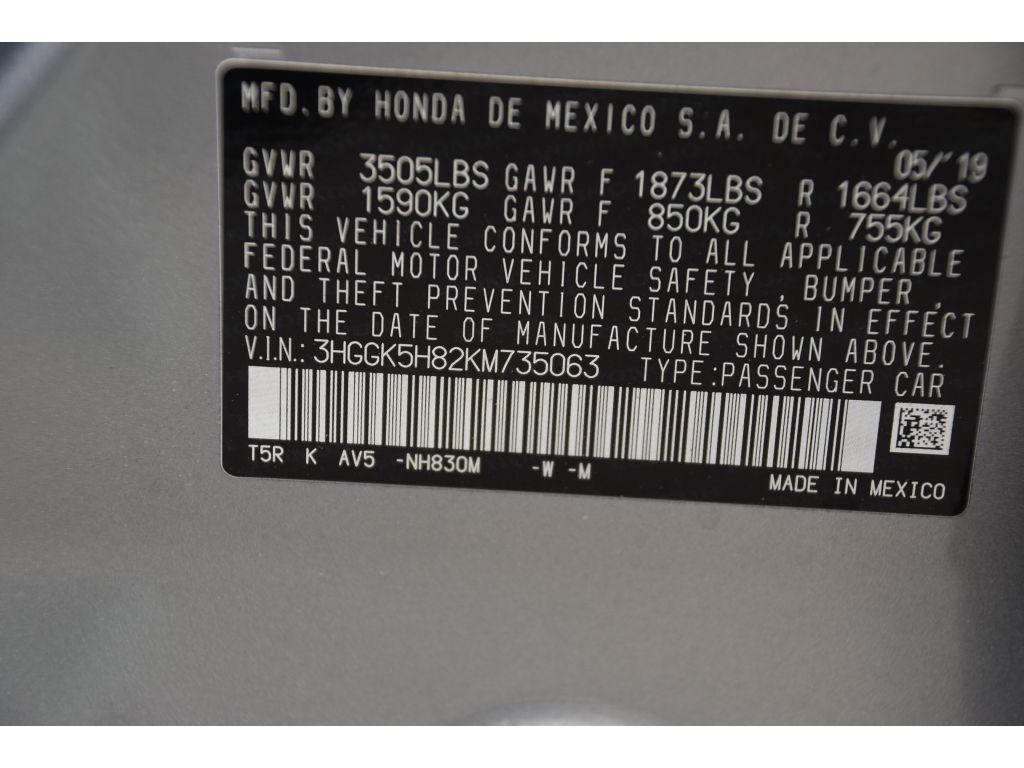 MFD.BY HONDA DE MEXICO S.A. DE C.V.
05/'19
GVWR 3505LBS GAWR F 1873LBS R 1664LBS
GVWR 1590KG GAWR F 850KG R 755KG
THIS VEHICLE CONFORMS TO ALL APPLICABLE
FEDERAL MOTOR VEHICLE SAFETY , BUMPER ,
AND THEFT PREVENTION STANDARDS IN EFFECT
ON THE DATE OF MANUFACTURE SHOWN ABOVE.
V.I.N.: 3HGGK5H82KM735063 TYPE:PASSENGER CAR
T5R K AV5 -NH830M -W -M
MADE IN MEXICO